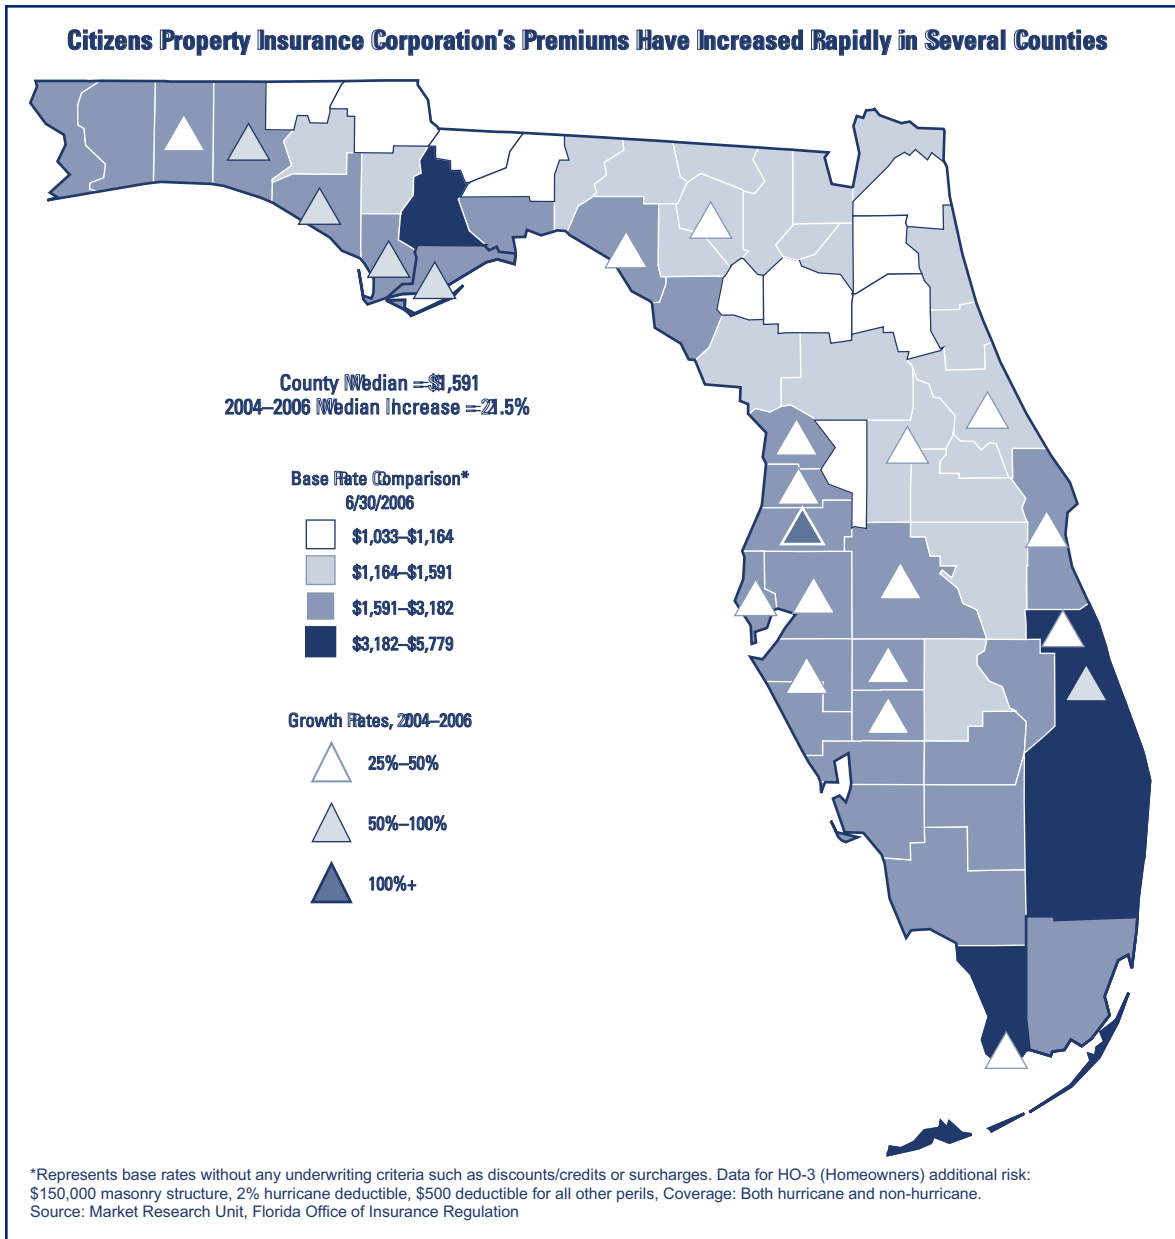 Citizens Property Insurance Corporation's Premiums Have Increased Rapidly in Several Counties
County Median = $1,591
2004–2006 Median Increase = 21.5%
Base Rate Comparison*
6/30/2006
$1,033–$1,164
$1,164–$1,591
$1,591–$3,182
$3,182–$5,779
Growth Rates, 2004–2006
25%–50%
50%–100%
100%+
*Represents base rates without any underwriting criteria such as discounts/credits or surcharges. Data for HO-3 (Homeowners) additional risk:
$150,000 masonry structure, 2% hurricane deductible, $500 deductible for all other perils, Coverage: Both hurricane and non-hurricane.
Source: Market Research Unit, Florida Office of Insurance Regulation